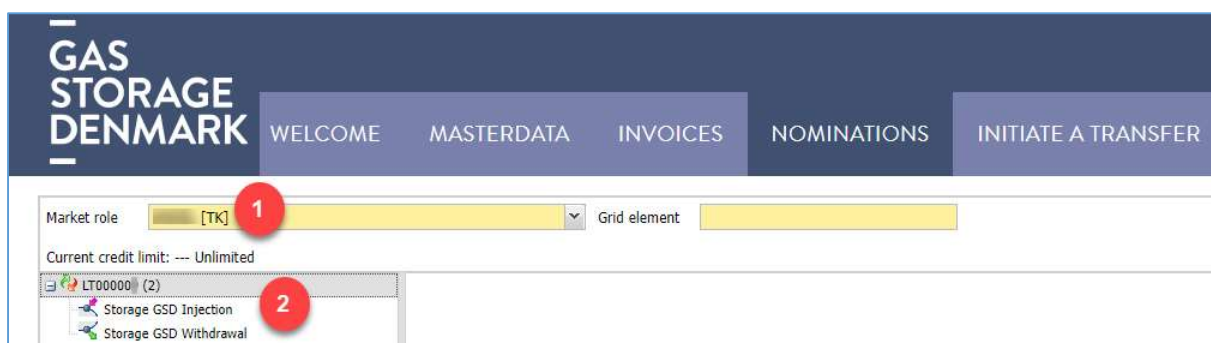 GAS
STORAGE
DENMARK
WELCOME MASTERDATA INVOICES NOMINATIONS INITIATE A TRANSFER
Market role [TK] 1 Grid element
Current credit limit: --- Unlimited
LT00000 (2)
Storage GSD Injection 2
Storage GSD Withdrawal